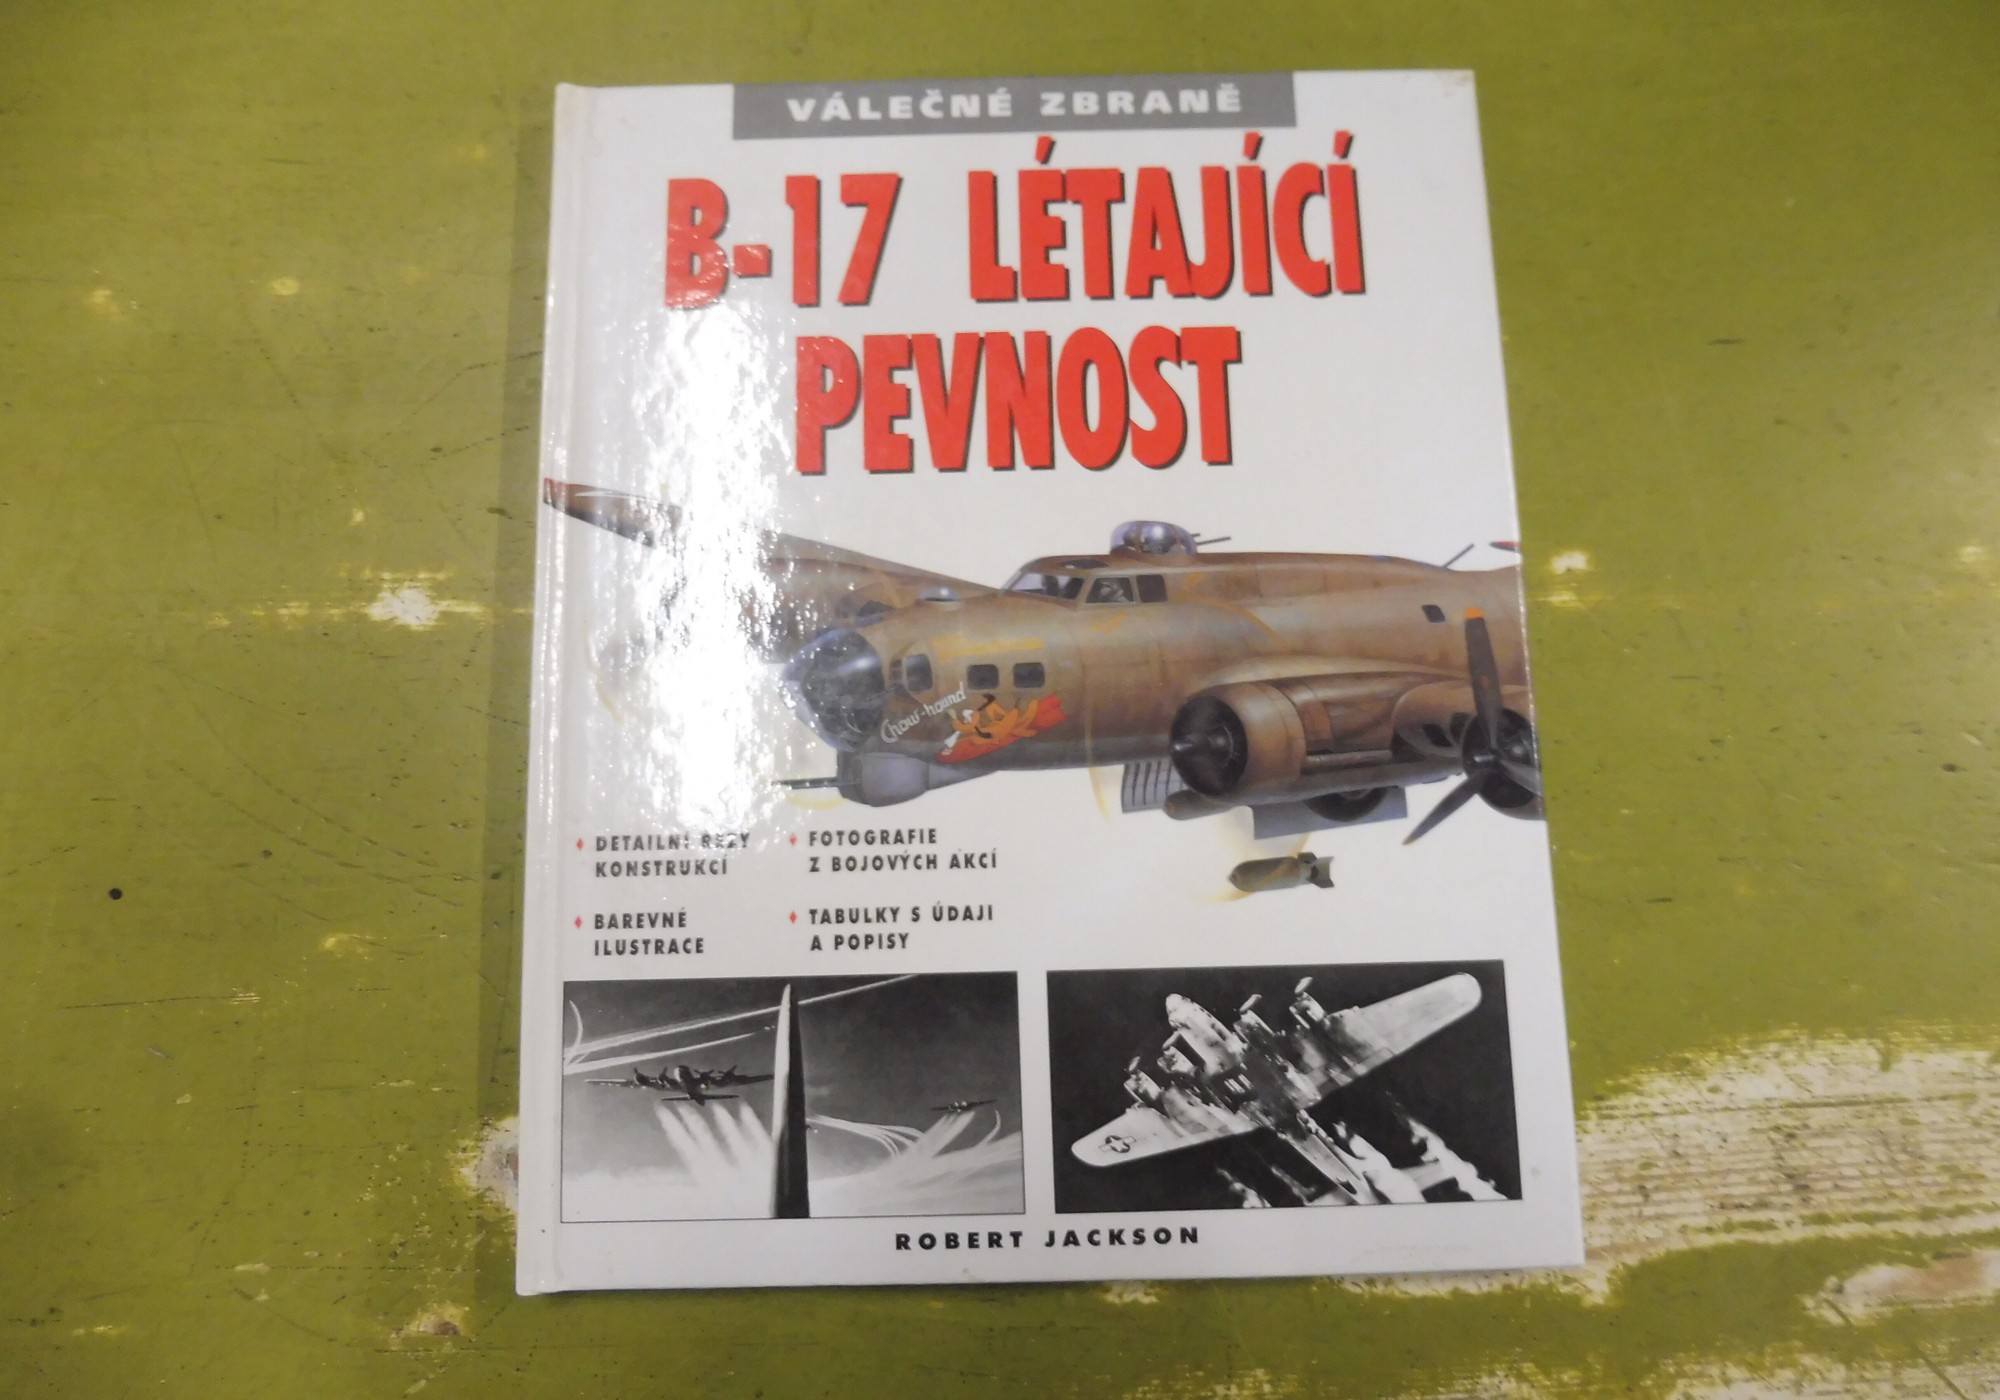 VÁLEČNÉ ZBRANĚ
B-17 LÉTAJÍCÍ
PEVNOST
Chow-hound
DETAILNÍ ŘEZY
KONSTRUKCÍ
FOTOGRAFIE
Z BOJOVÝCH AKCÍ
BAREVNÉ
ILUSTRACE
TABULKY S ÚDAJI
A POPISY
ROBERT JACKSON